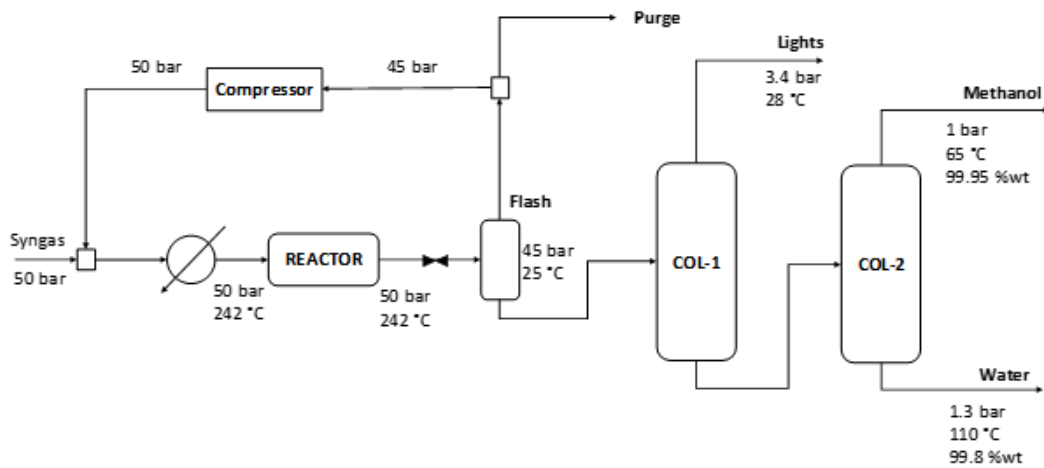 Purge
Lights
50 bar
45 bar
Compressor
3.4 bar
28 °C
Methanol
1 bar
65 °C
99.95 %wt
Flash
Syngas
50 bar
REACTOR
45 bar
25 °C
COL-1
COL-2
50 bar
242 °C
50 bar
242 °C
Water
1.3 bar
110 °C
99.8 %wt